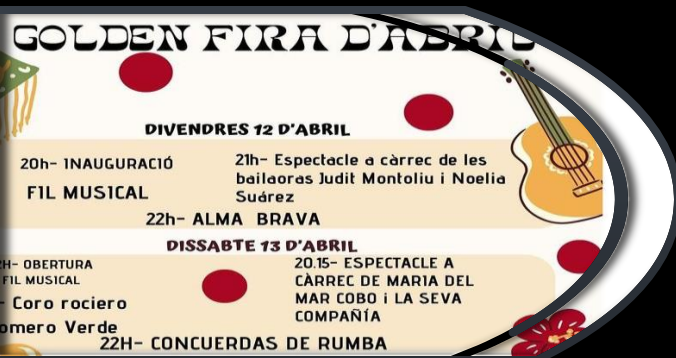 GOLDEN FIRA D'ABRIL
DIVENDRES 12 D'ABRIL
20h- INAUGURACIÓ
FIL MUSICAL
21h- Espectacle a càrrec de les
bailaoras Judit Montoliu i Noelia
Suárez
22h- ALMA BRAVA
DISSABTE 13 D'ABRIL
H- OBERTURA
FIL MUSICAL
- Coro rociero
omero Verde
20.15- ESPECTACLE A
CÀRREC DE MARIA DEL
MAR COBO i LA SEVA
COMPAÑÍA
22H- CONCUERDAS DE RUMBA